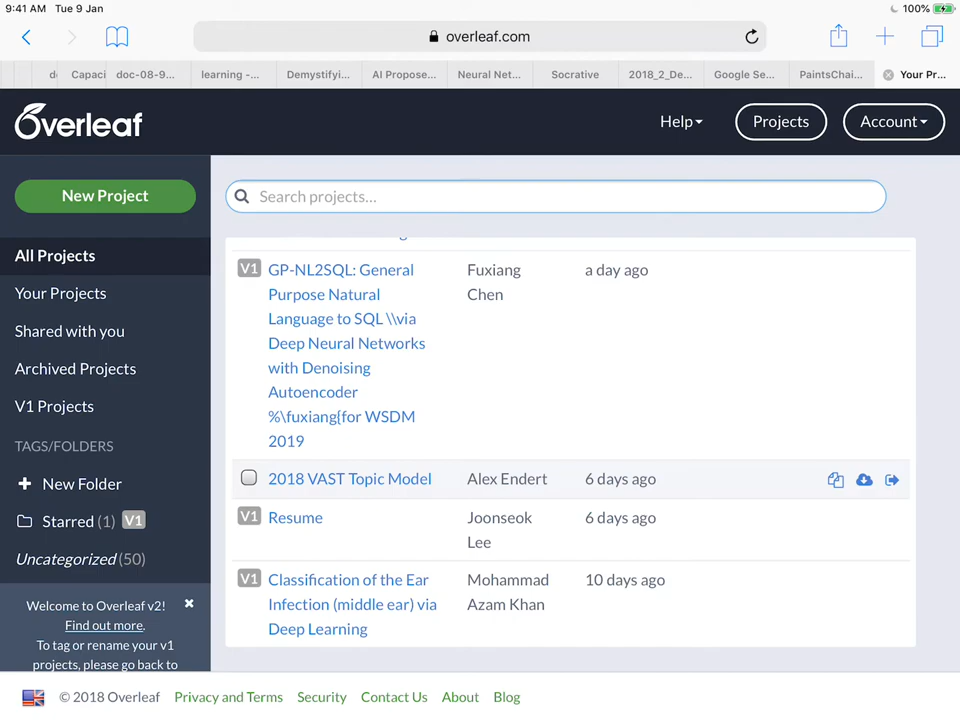 9:41 AM Tue 9 Jan 100%
overleaf.com
Capaci doc-08-9... learning -... Demystifyi... AI Propose... Neural Net... Socrative 2018_2_De... Google Se... PaintsChai... Your Pr...
Overleaf Help Projects Account
New Project
Search projects...
All Projects
Your Projects
Shared with you
Archived Projects
V1 Projects
TAGS/FOLDERS
New Folder
Starred (1) V1
Uncategorized (50)
Welcome to Overleaf v2!
Find out more.
To tag or rename your v1
projects, please go back to
V1 GP-NL2SQL: General Fuxiang a day ago
Purpose Natural Chen
Language to SQL \\via
Deep Neural Networks
with Denoising
Autoencoder
%\fuxiang{for WSDM
2019
2018 VAST Topic Model Alex Endert 6 days ago
V1 Resume Joonseok 6 days ago
Lee
V1 Classification of the Ear Mohammad 10 days ago
Infection (middle ear) via Azam Khan
Deep Learning
© 2018 Overleaf Privacy and Terms Security Contact Us About Blog